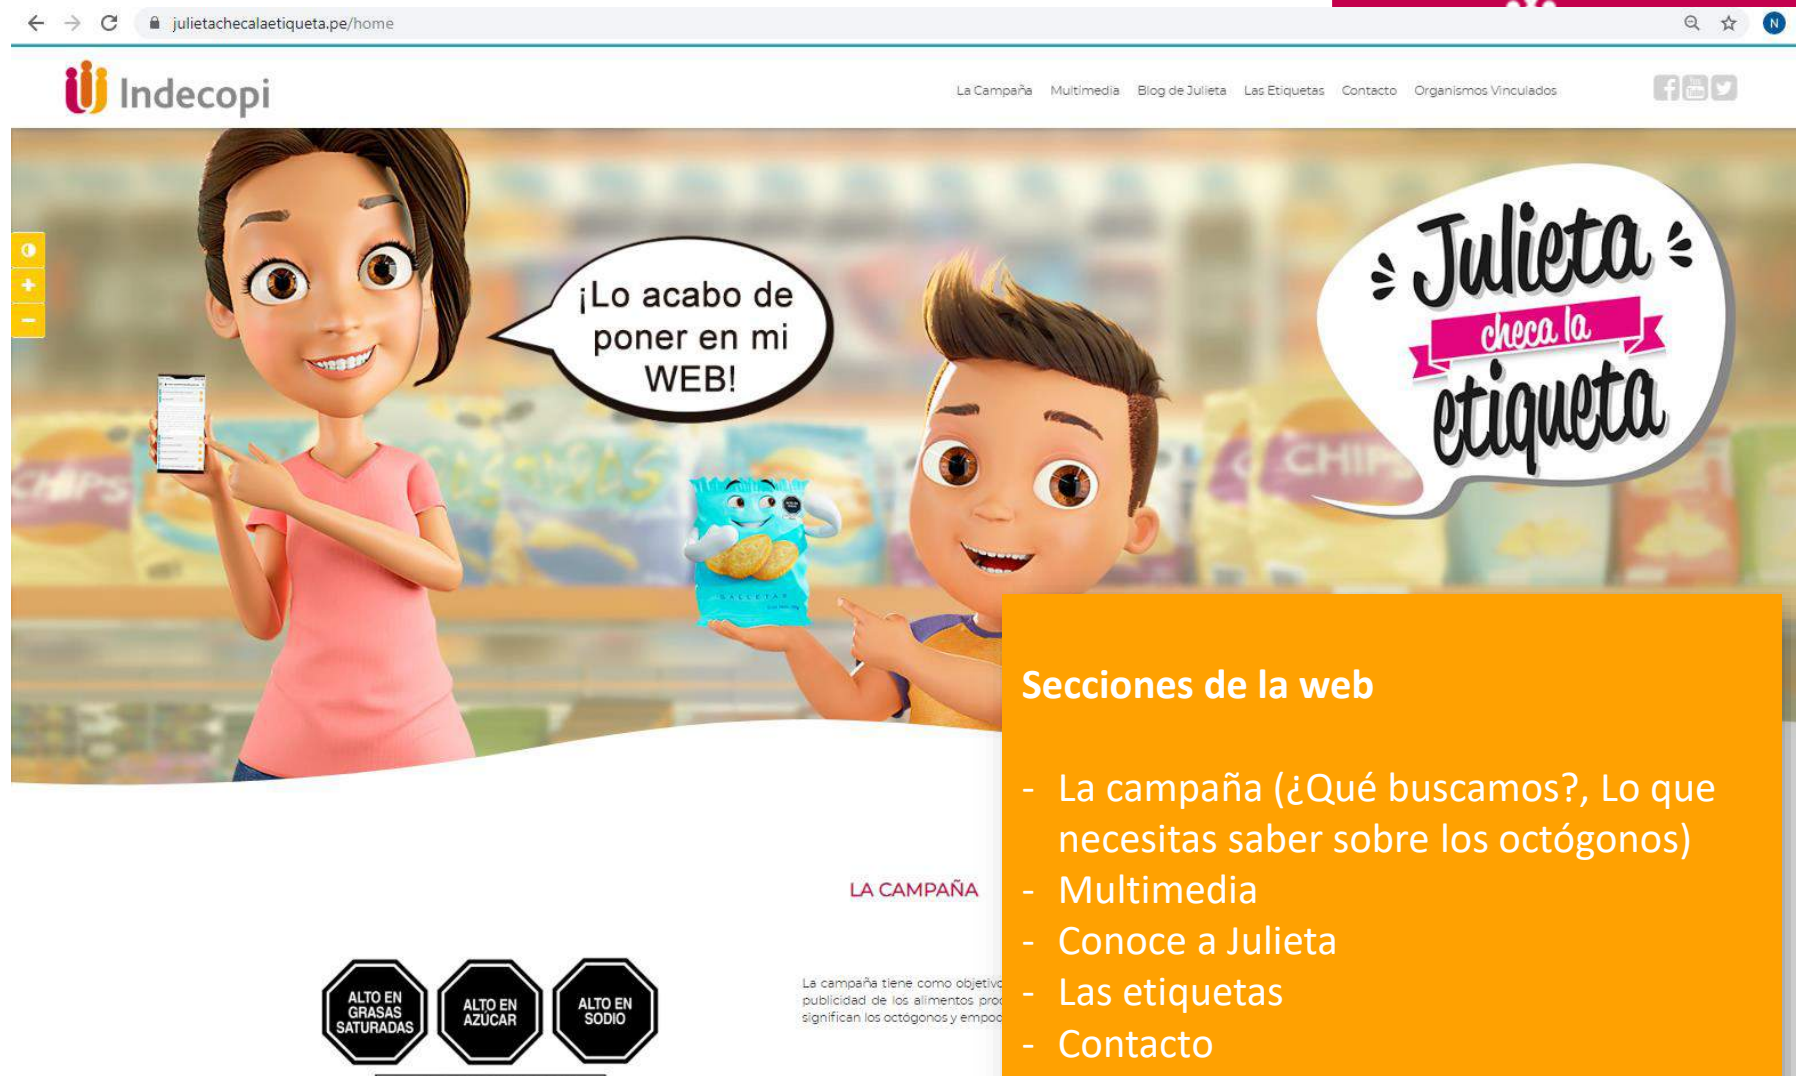 julietachecalaetiqueta.pe/home
N
Indecopi
La Campaña Multimedia Blog de Julieta Las Etiquetas Contacto Organismos Vinculados
¡Lo acabo de
poner en mi
WEB!
Julieta
checa la
etiqueta
CHIPS
CHIPS
GALLETAS
Secciones de la web
- La campaña (¿Qué buscamos?, Lo que
necesitas saber sobre los octógonos)
- Multimedia
- Conoce a Julieta
- Las etiquetas
- Contacto
LA CAMPAÑA
ALTO EN
GRASAS
SATURADAS
ALTO EN
AZÚCAR
ALTO EN
SODIO
La campaña tiene como objetivo
publicidad de los alimentos
significan los octógonos y